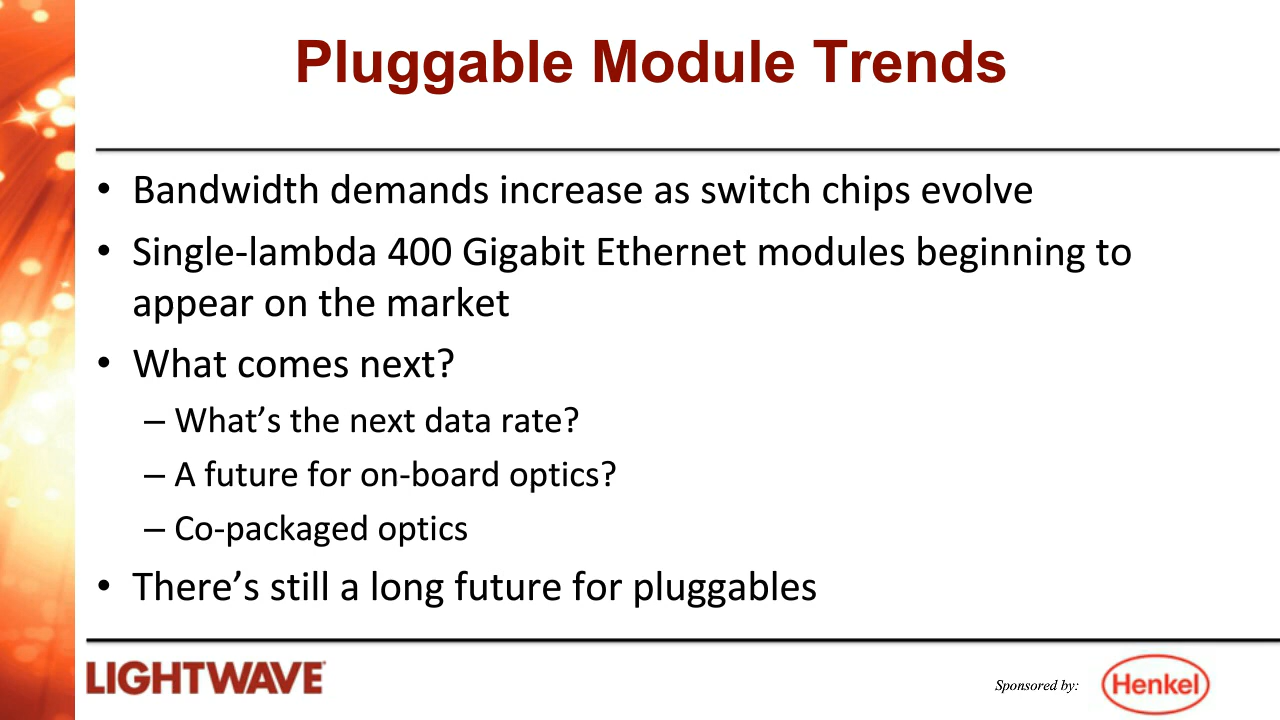 Pluggable Module Trends
• Bandwidth demands increase as switch chips evolve
• Single-lambda 400 Gigabit Ethernet modules beginning to
appear on the market
• What comes next?
– What’s the next data rate?
– A future for on-board optics?
– Co-packaged optics
• There’s still a long future for pluggables
LIGHTWAVE
Sponsored by:
Henkel